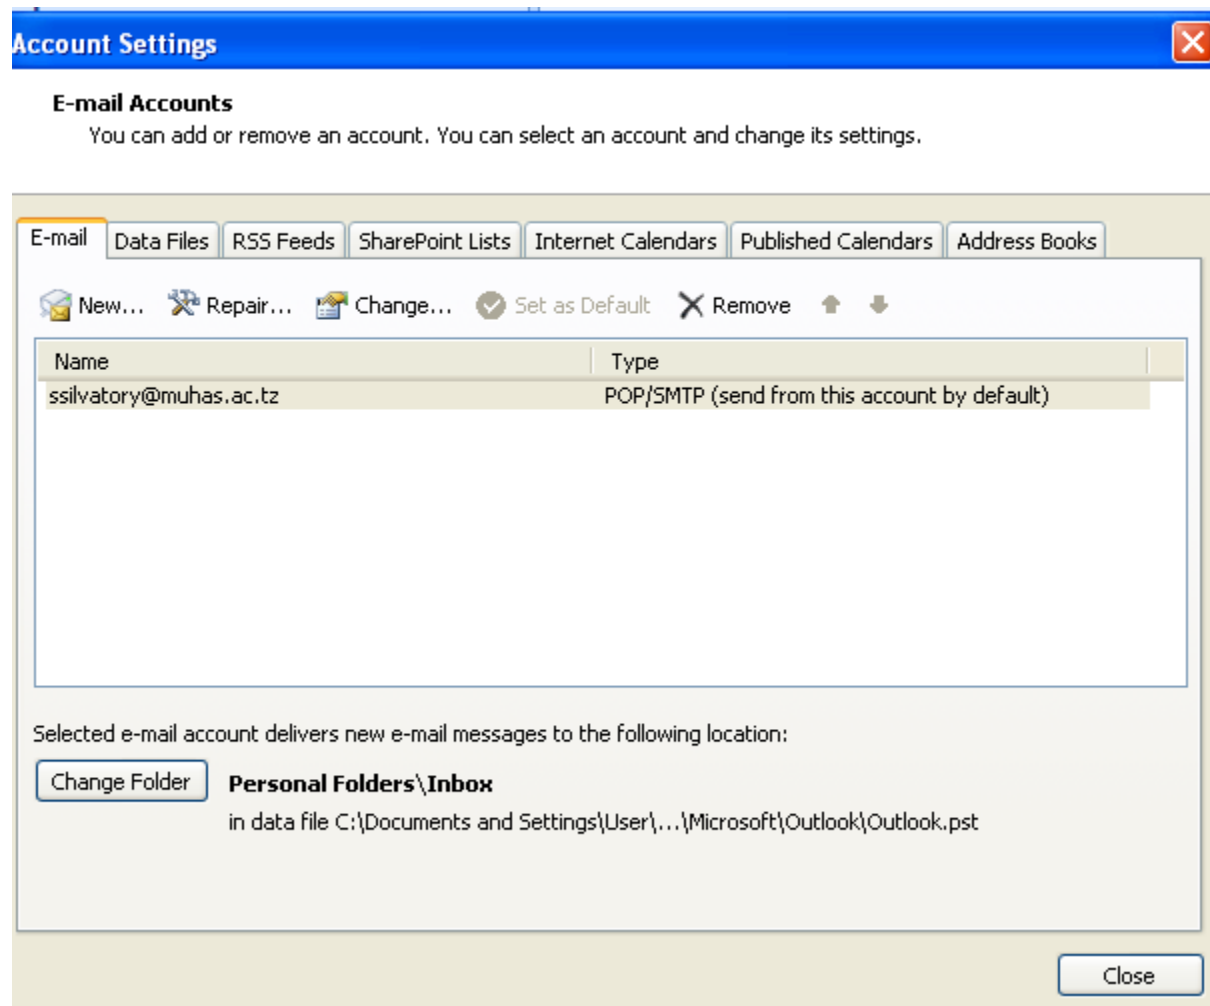 Account Settings
E-mail Accounts
You can add or remove an account. You can select an account and change its settings.
E-mail Data Files RSS Feeds SharePoint Lists Internet Calendars Published Calendars Address Books
New... Repair... Change... Set as Default Remove
Name Type
ssilvatory@muhas.ac.tz POP/SMTP (send from this account by default)
Selected e-mail account delivers new e-mail messages to the following location:
Change Folder Personal Folders\Inbox
in data file C:\Documents and Settings\User\...\Microsoft\Outlook\Outlook.pst
Close